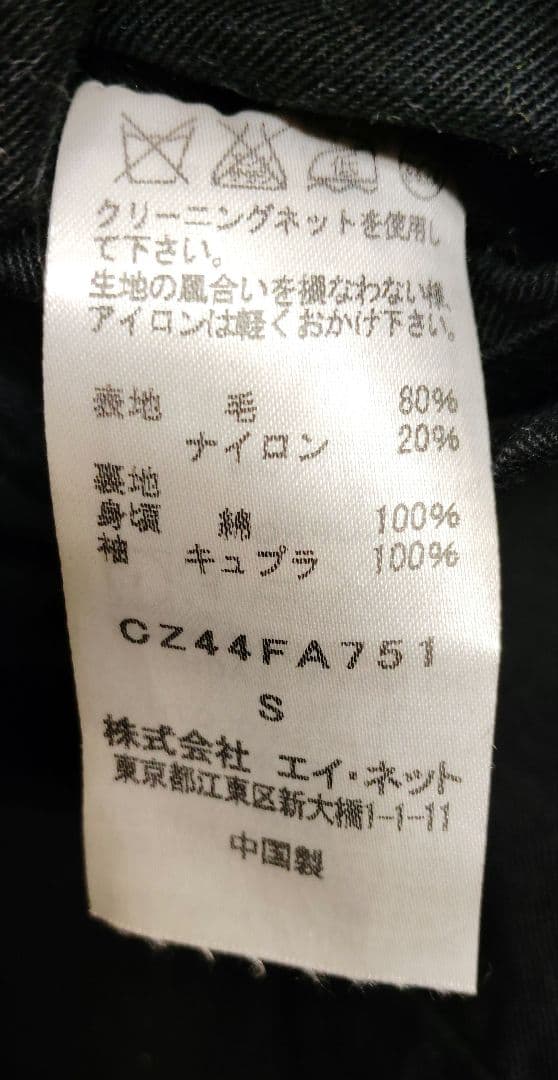 クリーニングネットを使用し
て下さい。
生地の風合いを損なわない様、
アイロンは軽くおかけ下さい。
表地 毛 80%
ナイロン 20%
裏地
身頃 綿 100%
袖 キュプラ 100%
CZ44FA751
S
株式会社 エイ・ネット
東京都江東区新大橋1-1-11
中国製